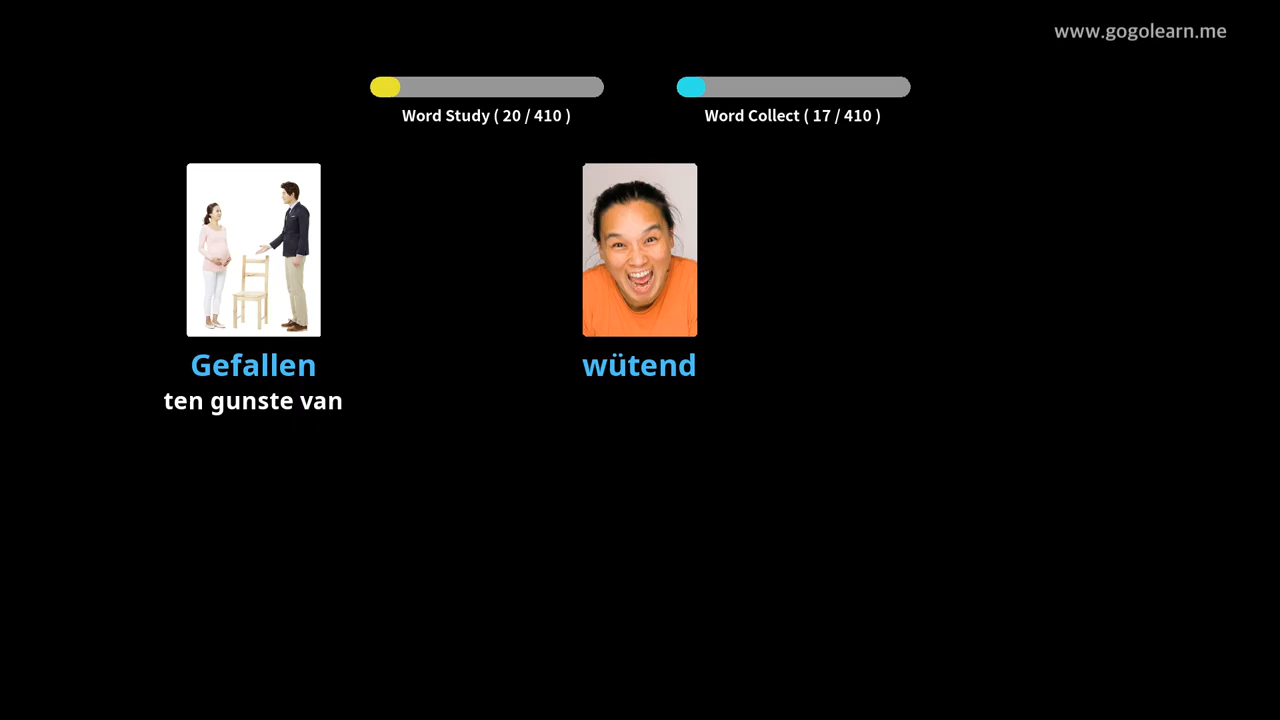 www.gogolearn.me
Word Study ( 20 / 410 )
Word Collect ( 17 / 410 )
Gefallen
wütend
ten gunste van